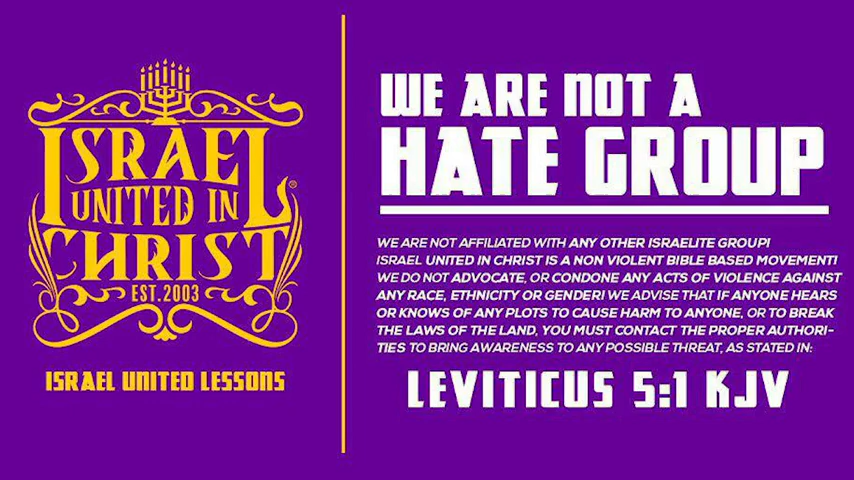 ISRAEL
UNITED IN
CHRIST®
EST. 2003
ISRAEL UNITED LESSONS
WE ARE NOT A
HATE GROUP
WE ARE NOT AFFILIATED WITH ANY OTHER ISRAELITE GROUP!
ISRAEL UNITED IN CHRIST IS A NON VIOLENT BIBLE BASED MOVEMENT!
WE DO NOT ADVOCATE, OR CONDONE ANY ACTS OF VIOLENCE AGAINST
ANY RACE, ETHNICITY OR GENDER! WE ADVISE THAT IF ANYONE HEARS
OR KNOWS OF ANY PLOTS TO CAUSE HARM TO ANYONE, OR TO BREAK
THE LAWS OF THE LAND, YOU MUST CONTACT THE PROPER AUTHORI-
TIES TO BRING AWARENESS TO ANY POSSIBLE THREAT, AS STATED IN:
LEVITICUS 5:1 KJV